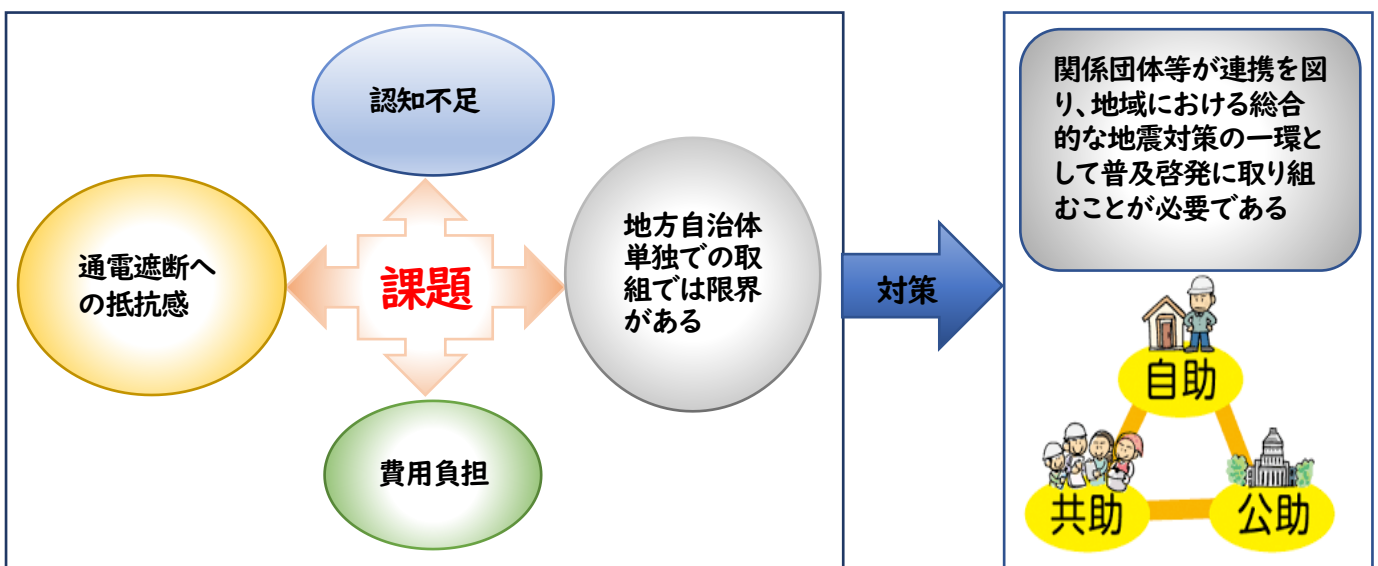 認知不足
通電遮断へ
の抵抗感
課題
地方自治体
単独での取
組では限界
がある
費用負担
対策
関係団体等が連携を図
り、地域における総合
的な地震対策の一環と
して普及啓発に取り組
むことが必要である
自助
共助
公助